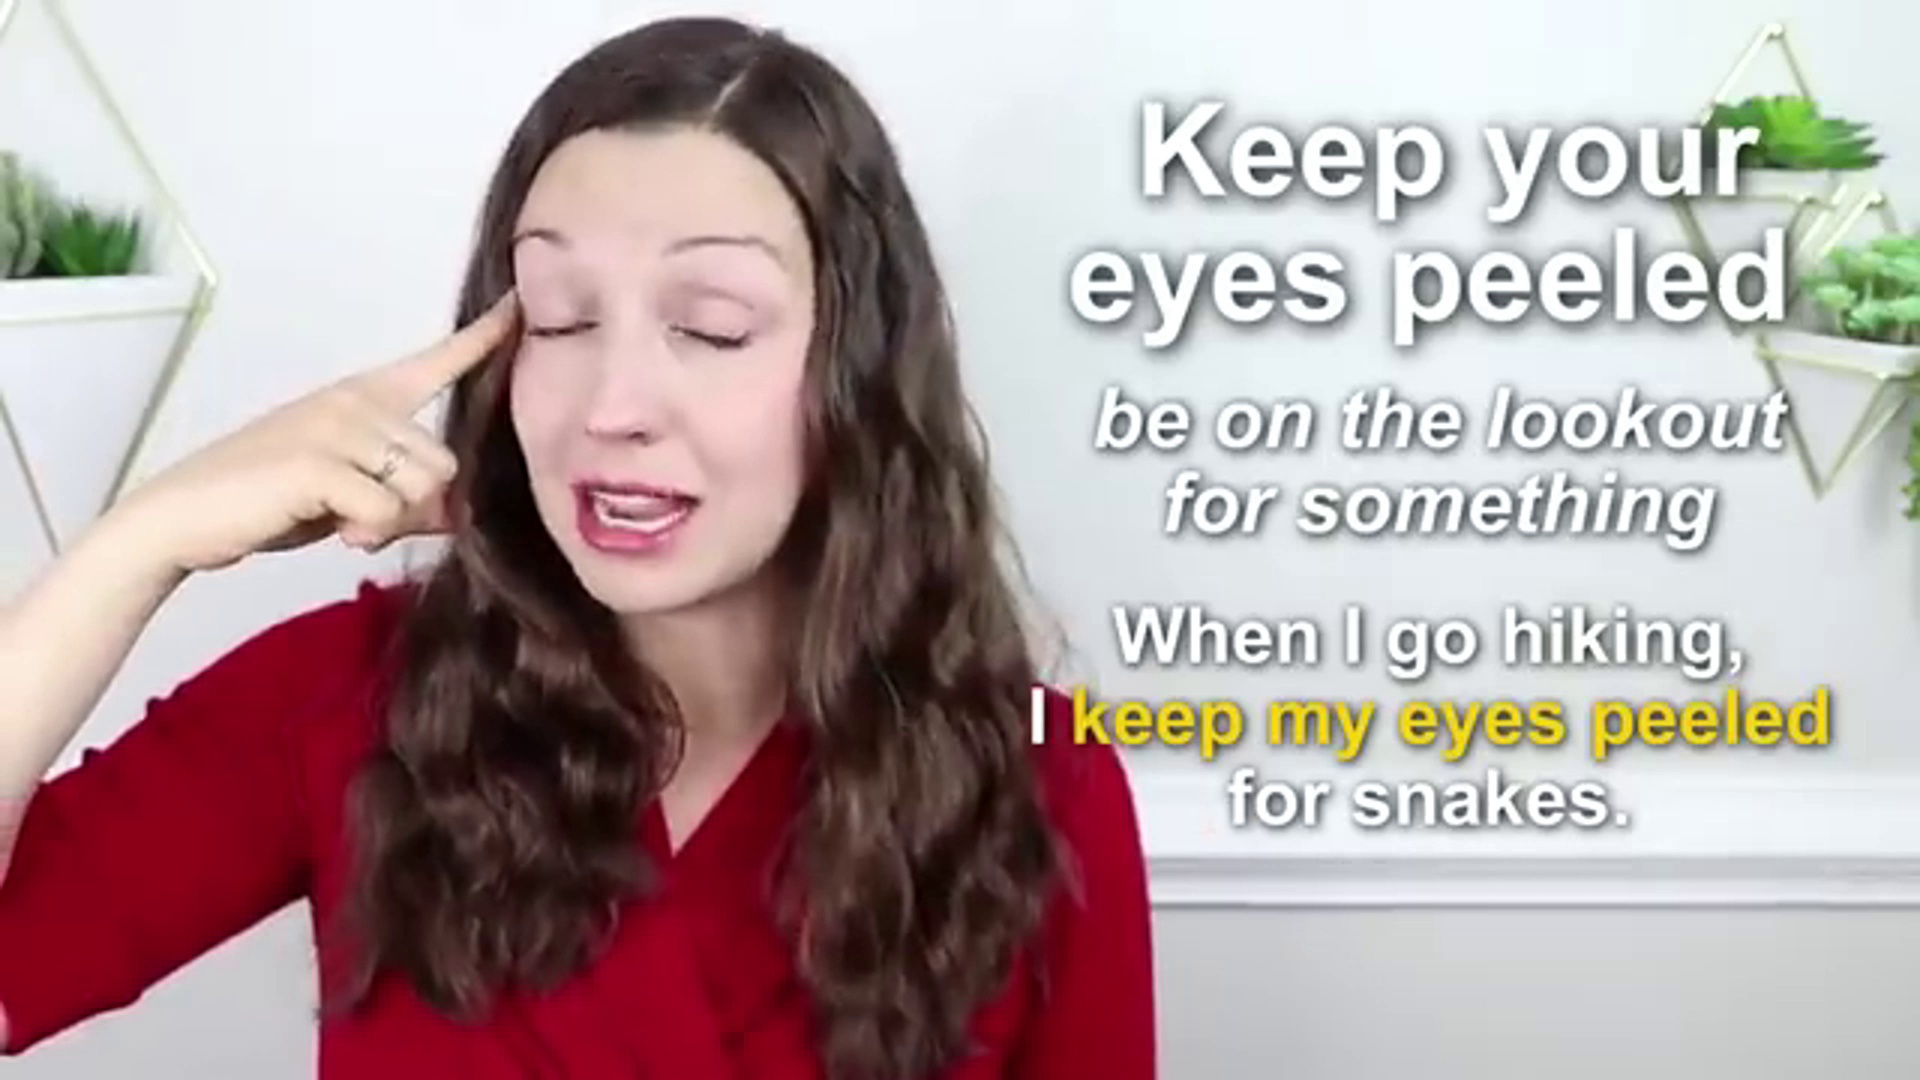 Keep your
eyes peeled
be on the lookout
for something
When I go hiking,
I keep my eyes peeled
for snakes.